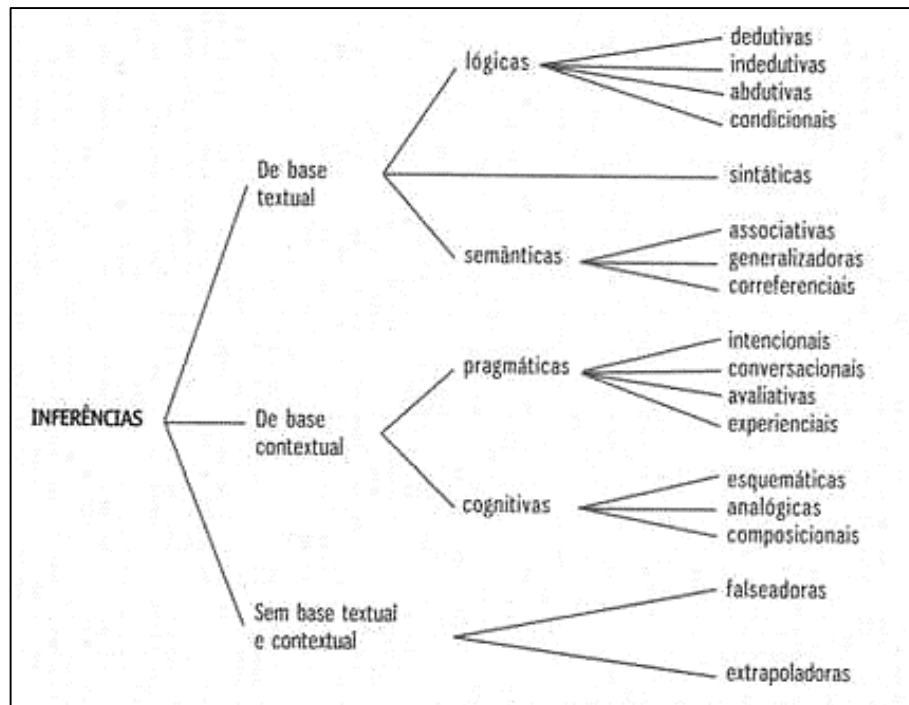 INFERÊNCIAS
De base
textual
lógicas
dedutivas
indedutivas
abdutivas
condicionais
sintáticas
semânticas
associativas
generalizadoras
correferenciais
De base
contextual
pragmáticas
intencionais
conversacionais
avaliativas
experienciais
cognitivas
esquemáticas
analógicas
composicionais
Sem base textual
e contextual
falseadoras
extrapoladoras